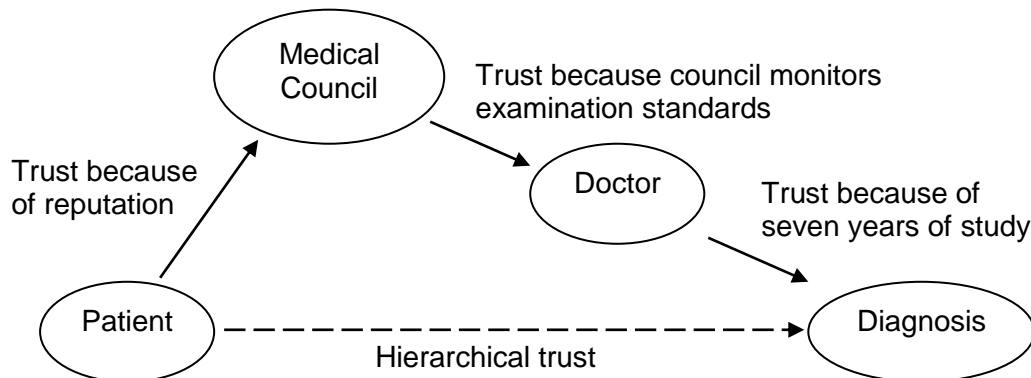 Medical
Council
Trust because council monitors
examination standards
Trust because
of reputation
Doctor
Trust because of
seven years of study
Patient
Hierarchical trust
Diagnosis